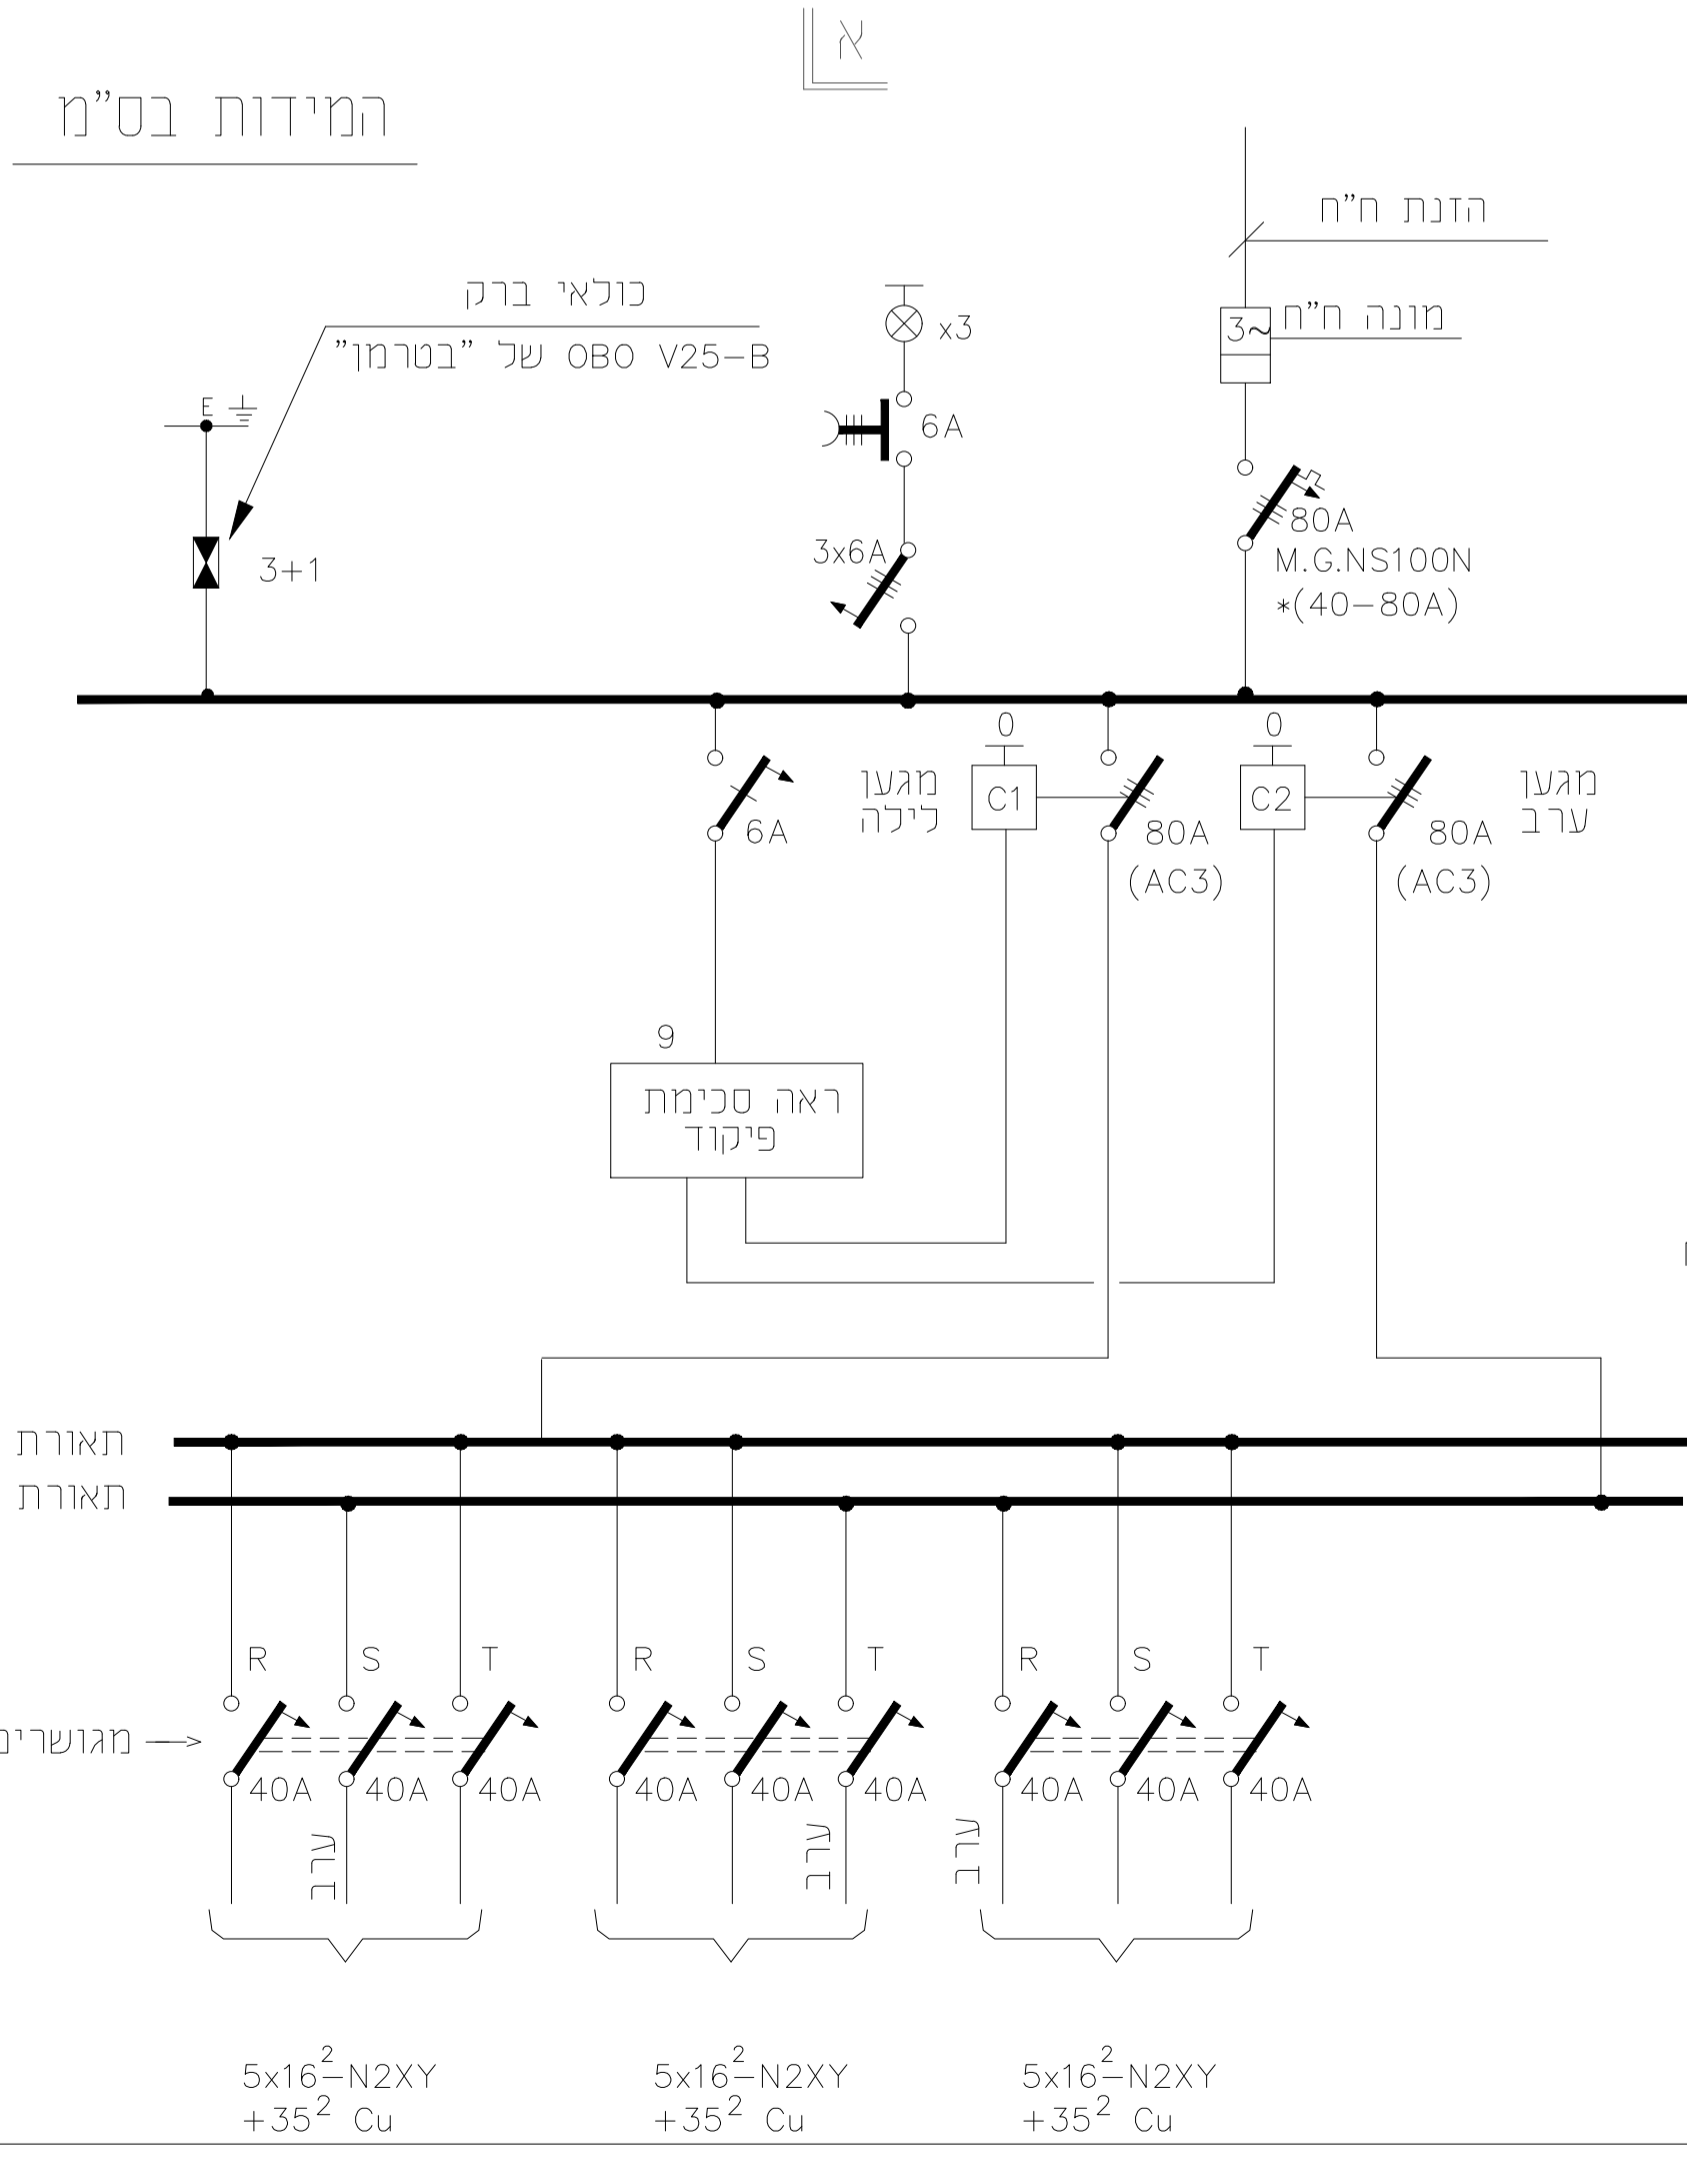 א
המידות בס"מ
הזנת ח"ח
מונה ח"ח
3~
כולאי ברק
OBO V25-B של "בטרמן"
x3
E
6A
3+1
3x6A
80A
M.G.NS100N
*(40-80A)
0
0
מגען
לילה
C1
C2
מגען
ערב
6A
80A
(AC3)
80A
(AC3)
9
ראה סכימת
פיקוד
תאורת
תאורת
R S T R S T R S T
40A 40A 40A 40A 40A 40A 40A 40A 40A
ערב
ערב
ערב
5x16²-N2XY
+35² Cu
5x16²-N2XY
+35² Cu
5x16²-N2XY
+35² Cu